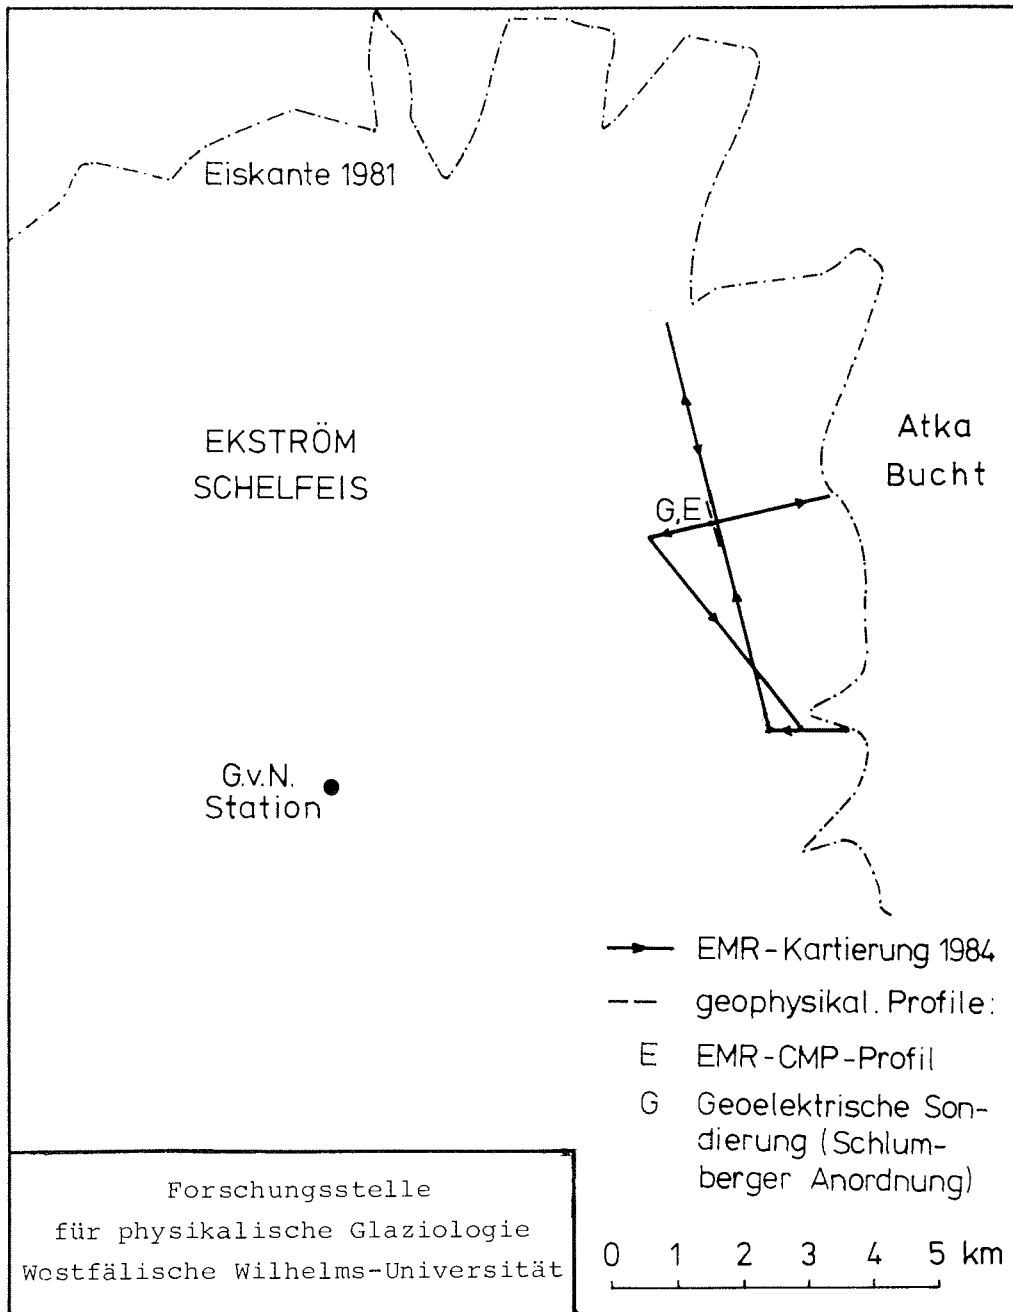 Eiskante 1981
EKSTRÖM
SCHELFEIS
Atka
Bucht
G,E
G.v.N.
Station
EMR-Kartierung 1984
geophysikal. Profile:
E EMR-CMP-Profil
G Geoelektrische Son-
dierung (Schlum-
berger Anordnung)
Forschungsstelle
für physikalische Glaziologie
Westfälische Wilhelms-Universität
0 1 2 3 4 5 km